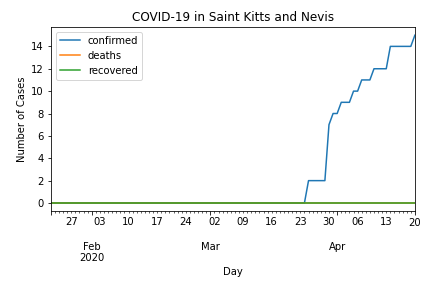 COVID-19 in Saint Kitts and Nevis
confirmed
deaths
recovered
Number of Cases
14
12
10
8
6
4
2
0
27 03 10 17 24 02 09 16 23 30 06 13 20
Feb Mar Apr
2020
Day